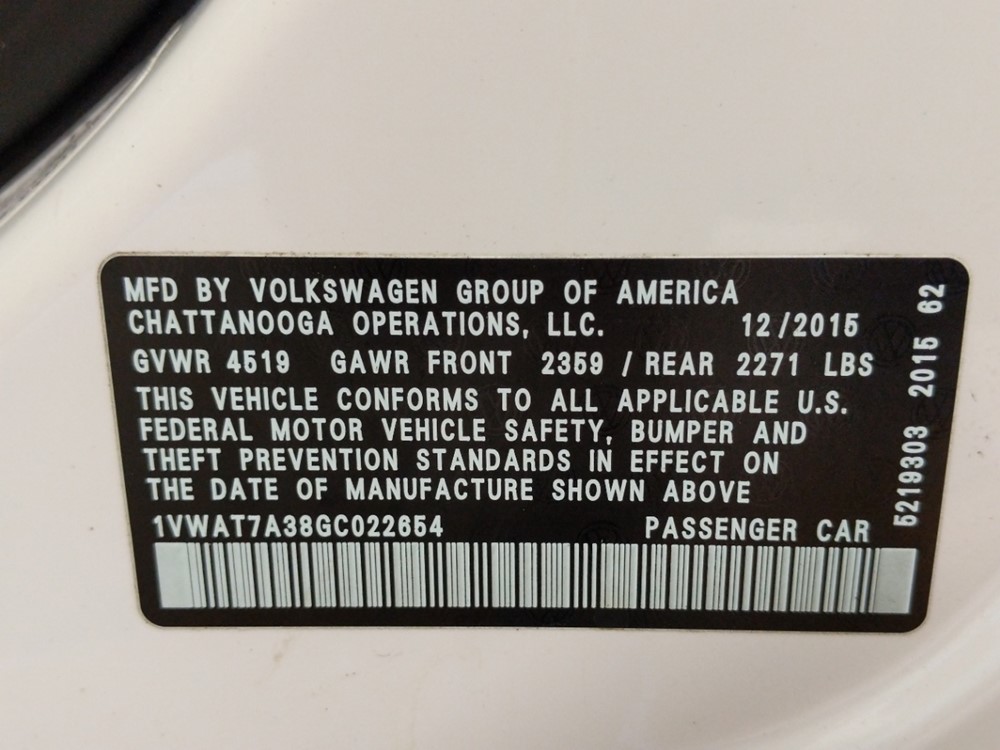 MFD BY VOLKSWAGEN GROUP OF AMERICA
CHATTANOOGA OPERATIONS, LLC. 12/2015
GVWR 4519 GAWR FRONT 2359 / REAR 2271 LBS
THIS VEHICLE CONFORMS TO ALL APPLICABLE U.S.
FEDERAL MOTOR VEHICLE SAFETY, BUMPER AND
THEFT PREVENTION STANDARDS IN EFFECT ON
THE DATE OF MANUFACTURE SHOWN ABOVE
1VWAT7A38GC022654 PASSENGER CAR
5219303 2015 62